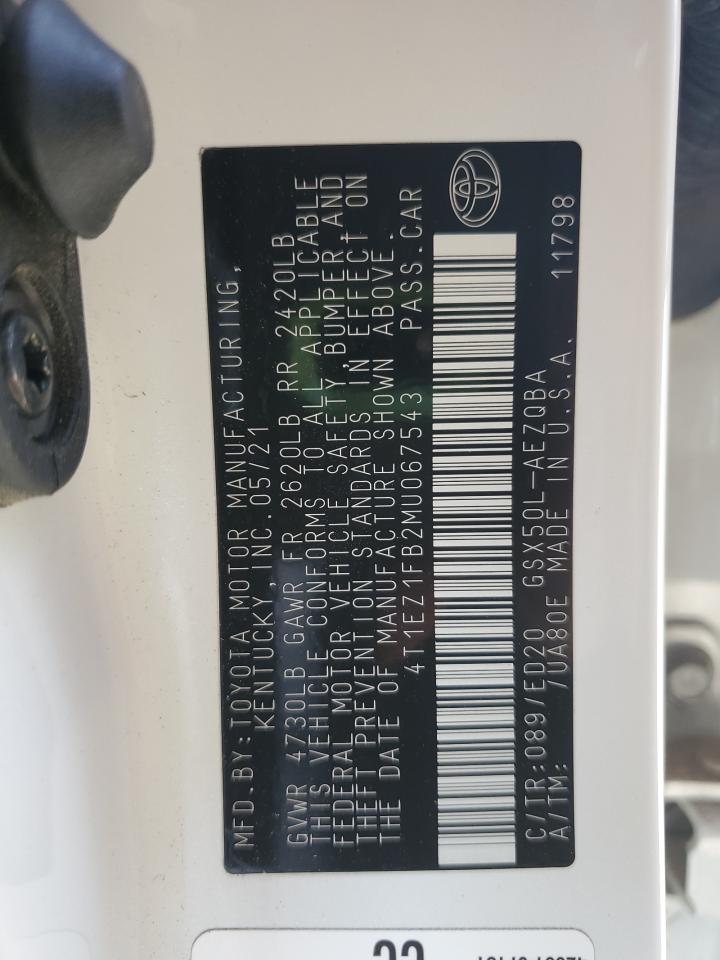 MFD.BY:TOYOTA MOTOR MANUFACTURING,
KENTUCKY,INC.05/21
GVWR 4730LB GAWR FR 2620LB RR 2420LB
THIS VEHICLE CONFORMS TO ALL APPLICABLE
FEDERAL MOTOR VEHICLE SAFETY,BUMPER,AND
THEFT PREVENTION STANDARDS IN EFFECT ON
THE DATE OF MANUFACTURE SHOWN ABOVE.
4T1EZ1FB2MU067543 PASS.CAR
C/TR:089/ED20 GSX50L-AEZQBA
A/TM: /UA80E MADE IN U.S.A. 11798